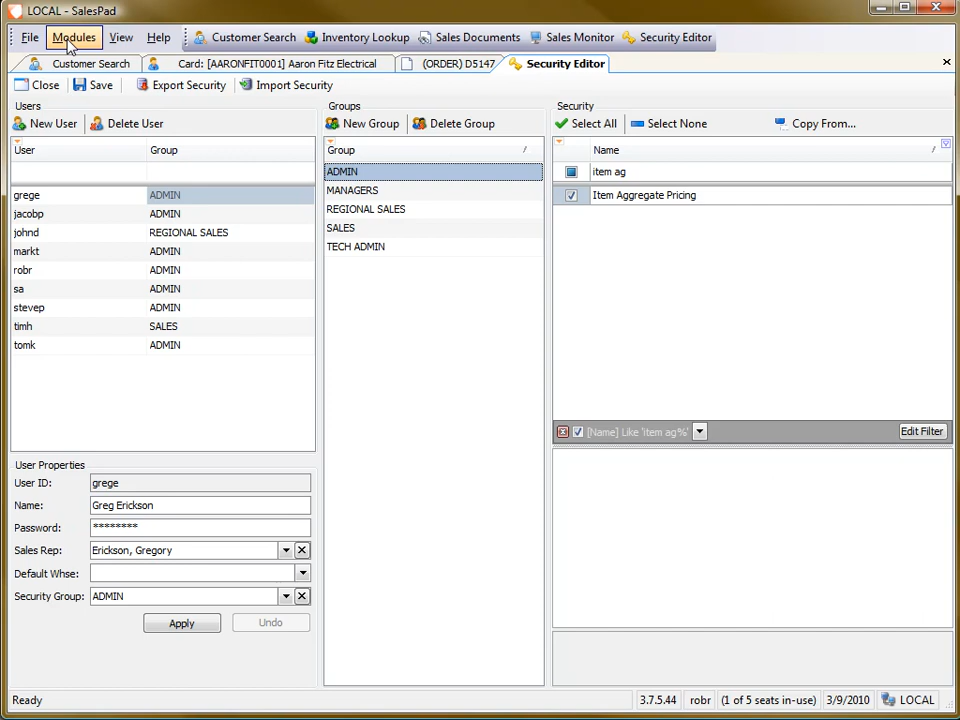 LOCAL - SalesPad
File Modules View Help Customer Search Inventory Lookup Sales Documents Sales Monitor Security Editor
Customer Search Card: [AARONFIT0001] Aaron Fitz Electrical (ORDER) D5147 Security Editor
Close Save Export Security Import Security
Users Groups Security
New User Delete User New Group Delete Group Select All Select None Copy From...
User Group Group Name
item ag
grege ADMIN
jacobp ADMIN
johnd REGIONAL SALES
markt ADMIN
robr ADMIN
sa ADMIN
stevep ADMIN
timh SALES
tomk ADMIN
ADMIN
MANAGERS
REGIONAL SALES
SALES
TECH ADMIN
Item Aggregate Pricing
[Name] Like 'item ag%' Edit Filter
User Properties
User ID: grege
Name: Greg Erickson
Password: ********
Sales Rep: Erickson, Gregory
Default Whse:
Security Group: ADMIN
Apply Undo
Ready 3.7.5.44 robr (1 of 5 seats in-use) 3/9/2010 LOCAL